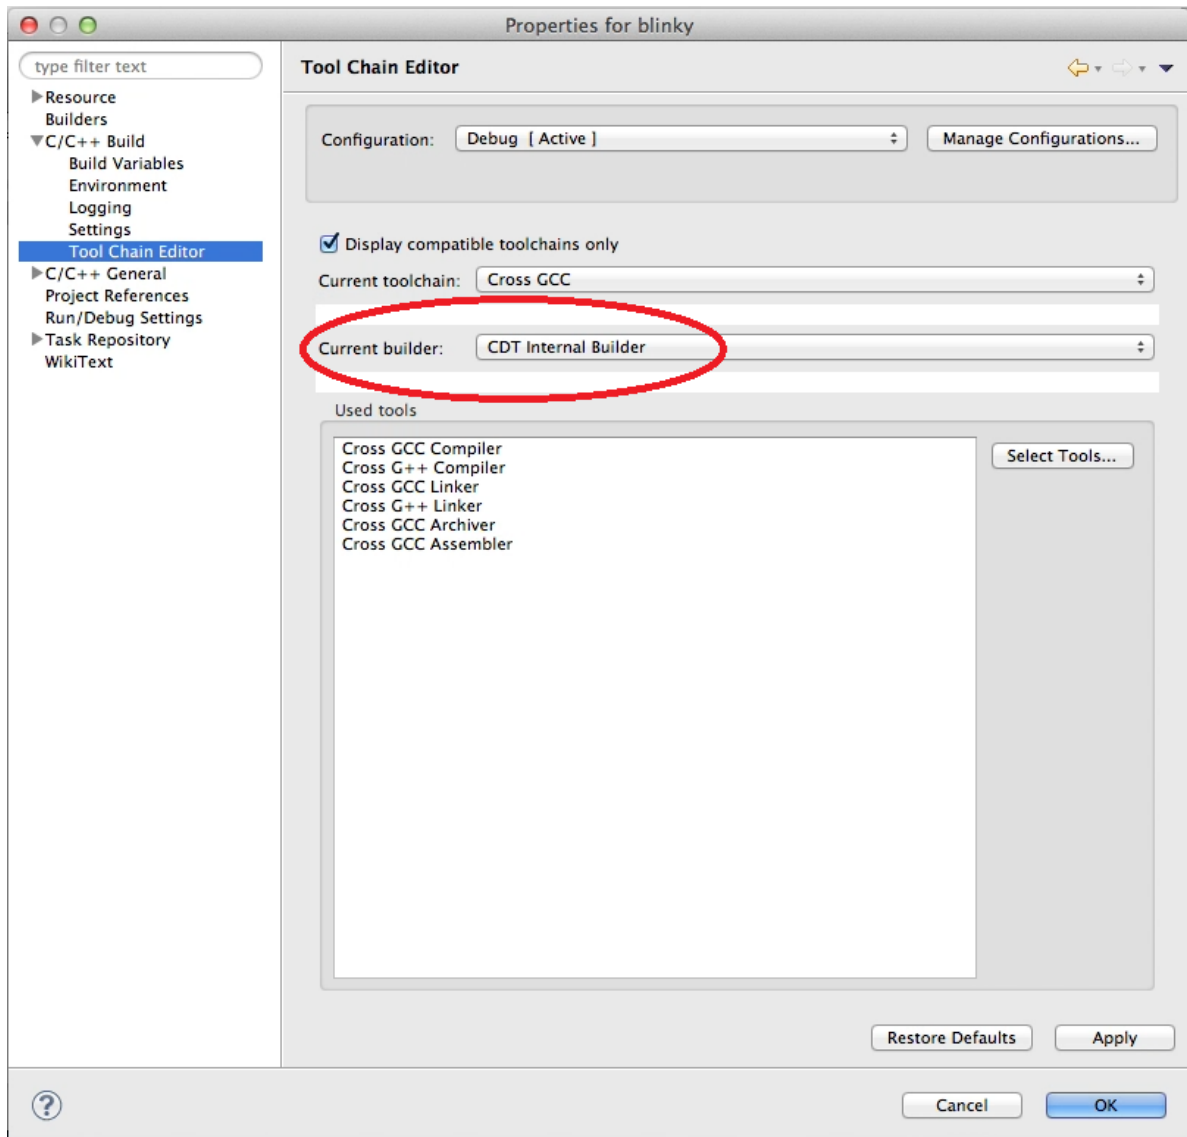 Properties for blinky
type filter text
Resource
Builders
C/C++ Build
Build Variables
Environment
Logging
Settings
Tool Chain Editor
C/C++ General
Project References
Run/Debug Settings
Task Repository
WikiText
Tool Chain Editor
Configuration: Debug [ Active ] Manage Configurations...
Display compatible toolchains only
Current toolchain: Cross GCC
Current builder: CDT Internal Builder
Used tools
Cross GCC Compiler
Cross G++ Compiler
Cross GCC Linker
Cross G++ Linker
Cross GCC Archiver
Cross GCC Assembler
Select Tools...
Restore Defaults Apply
? Cancel OK